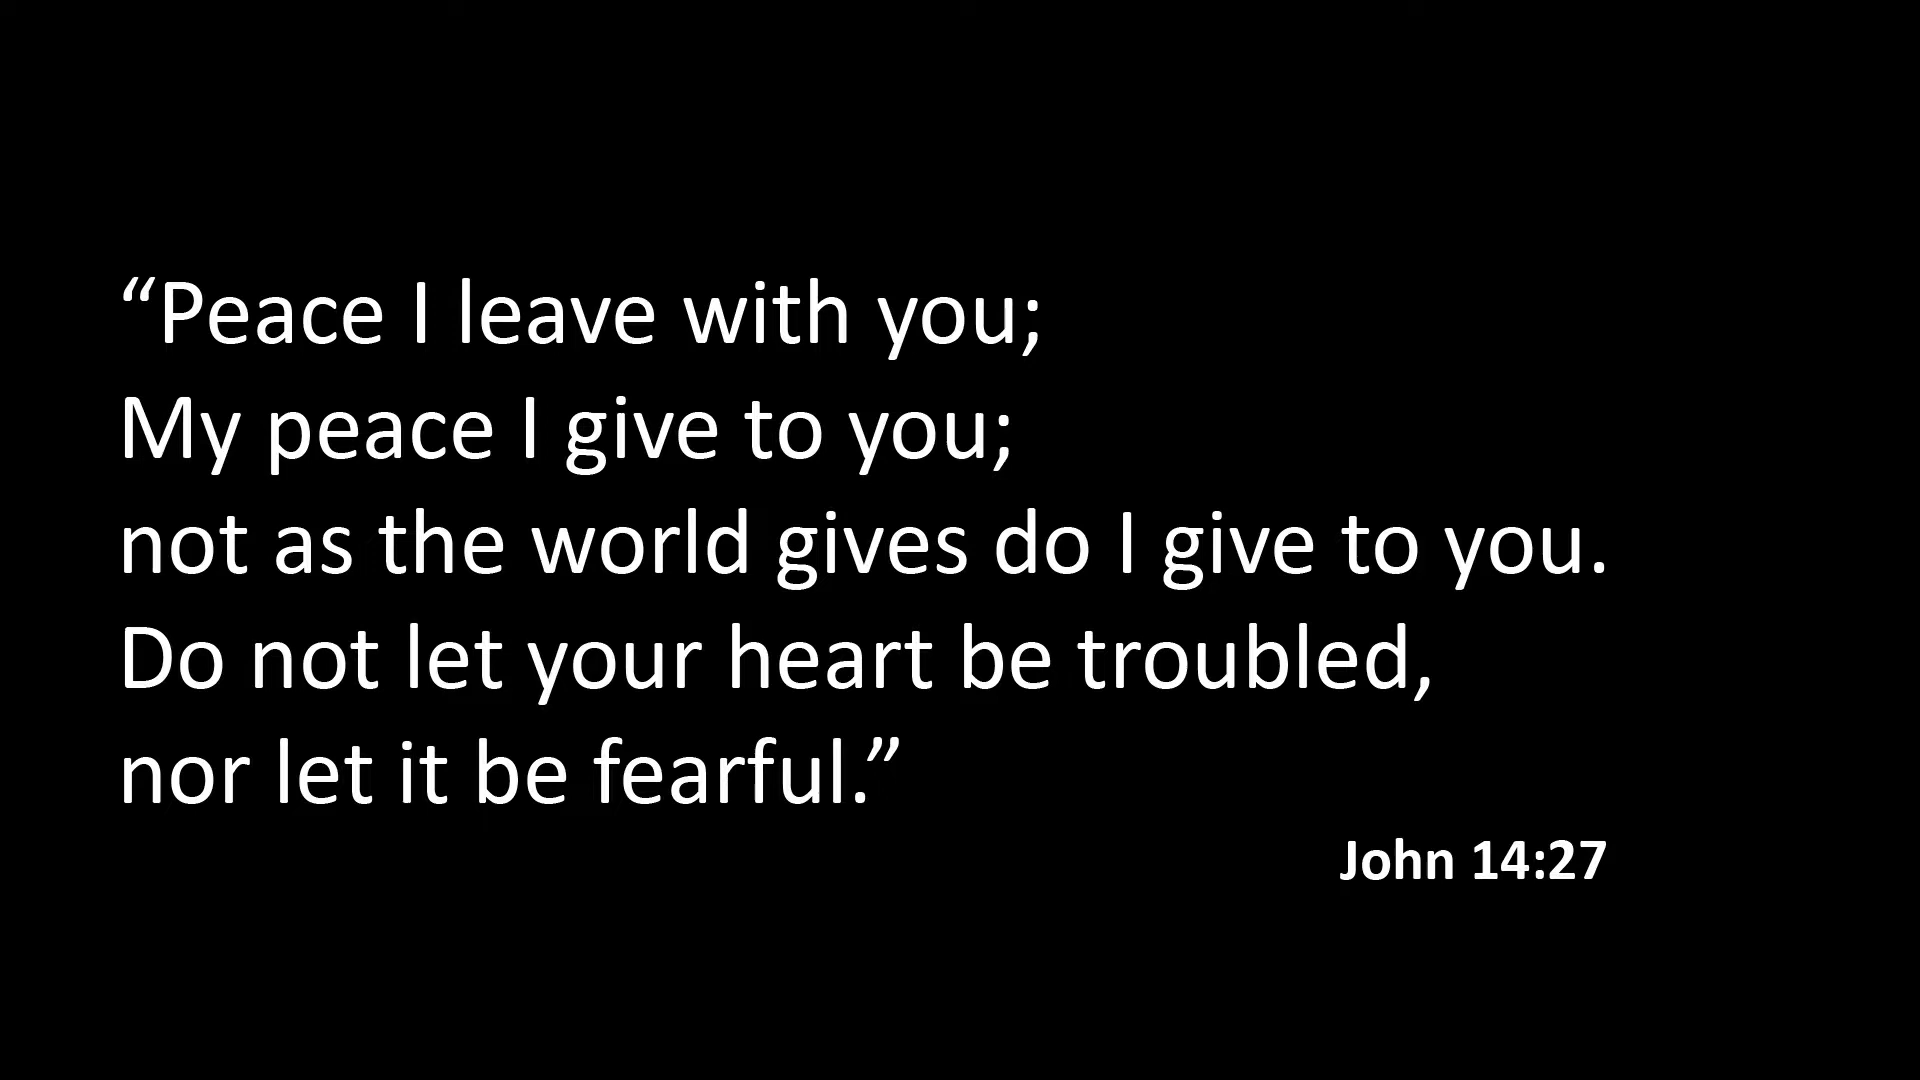 “Peace I leave with you;
My peace I give to you;
not as the world gives do I give to you.
Do not let your heart be troubled,
nor let it be fearful.”
John 14:27